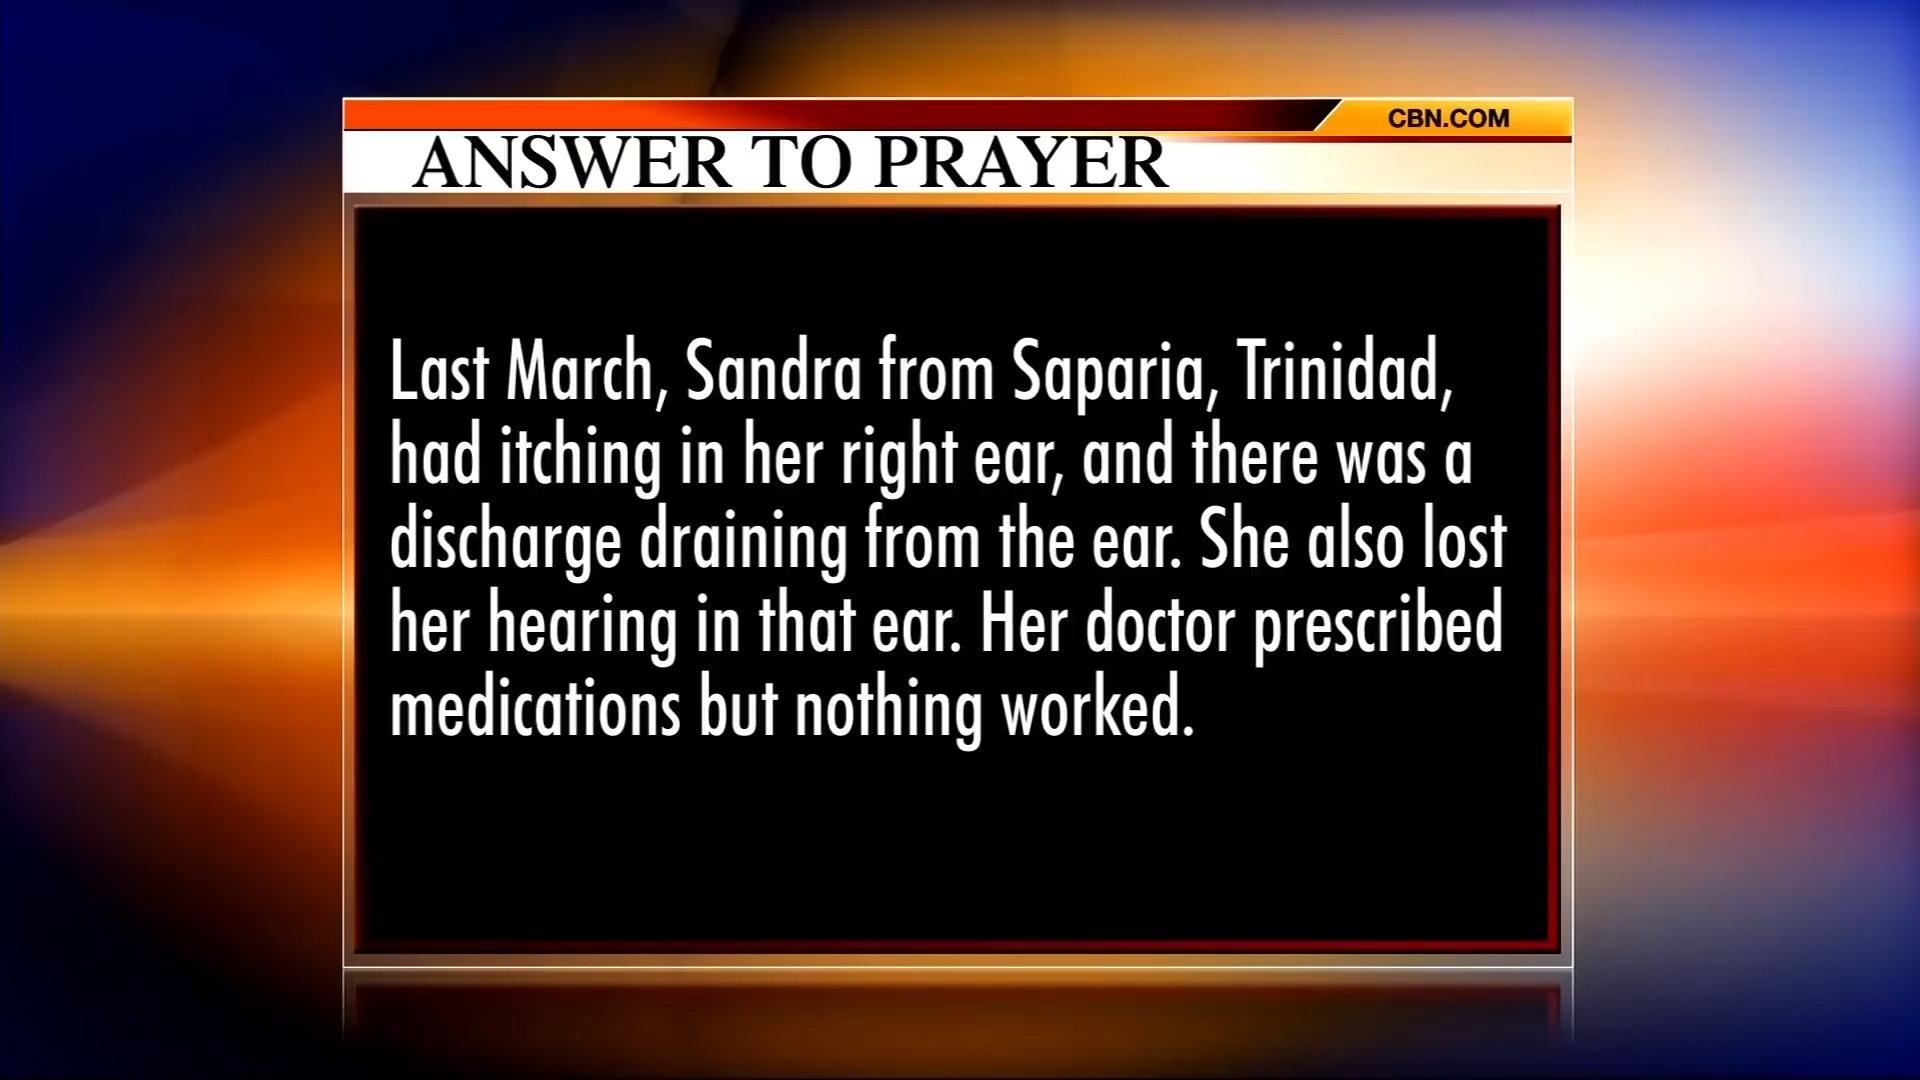 CBN.COM
ANSWER TO PRAYER
Last March, Sandra from Saparia, Trinidad,
had itching in her right ear, and there was a
discharge draining from the ear. She also lost
her hearing in that ear. Her doctor prescribed
medications but nothing worked.